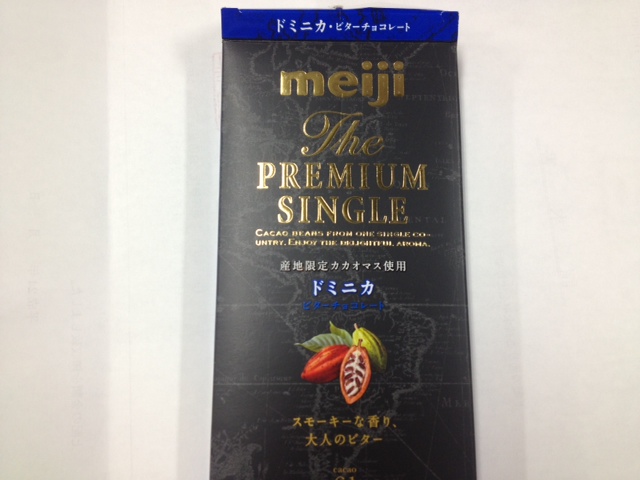 ドミニカ・ビターチョコレート
meiji
The
PREMIUM
SINGLE
CACAO BEANS FROM ONE SINGLE CO-
UNTRY. ENJOY THE DELIGHTFUL AROMA.
産地限定カカオマス使用
ドミニカ
ビターチョコレート
スモーキーな香り、
大人のビター
cacao